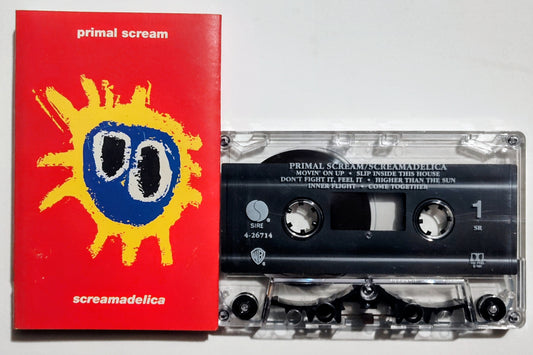 primal scream
screamadelica
PRIMAL SCREAM/SCREAMADELICA
MOVIN' ON UP • SLIP INSIDE THIS HOUSE
DON'T FIGHT IT, FEEL IT • HIGHER THAN THE SUN
INNER FLIGHT • COME TOGETHER
SIRE
4-26714
1
SR